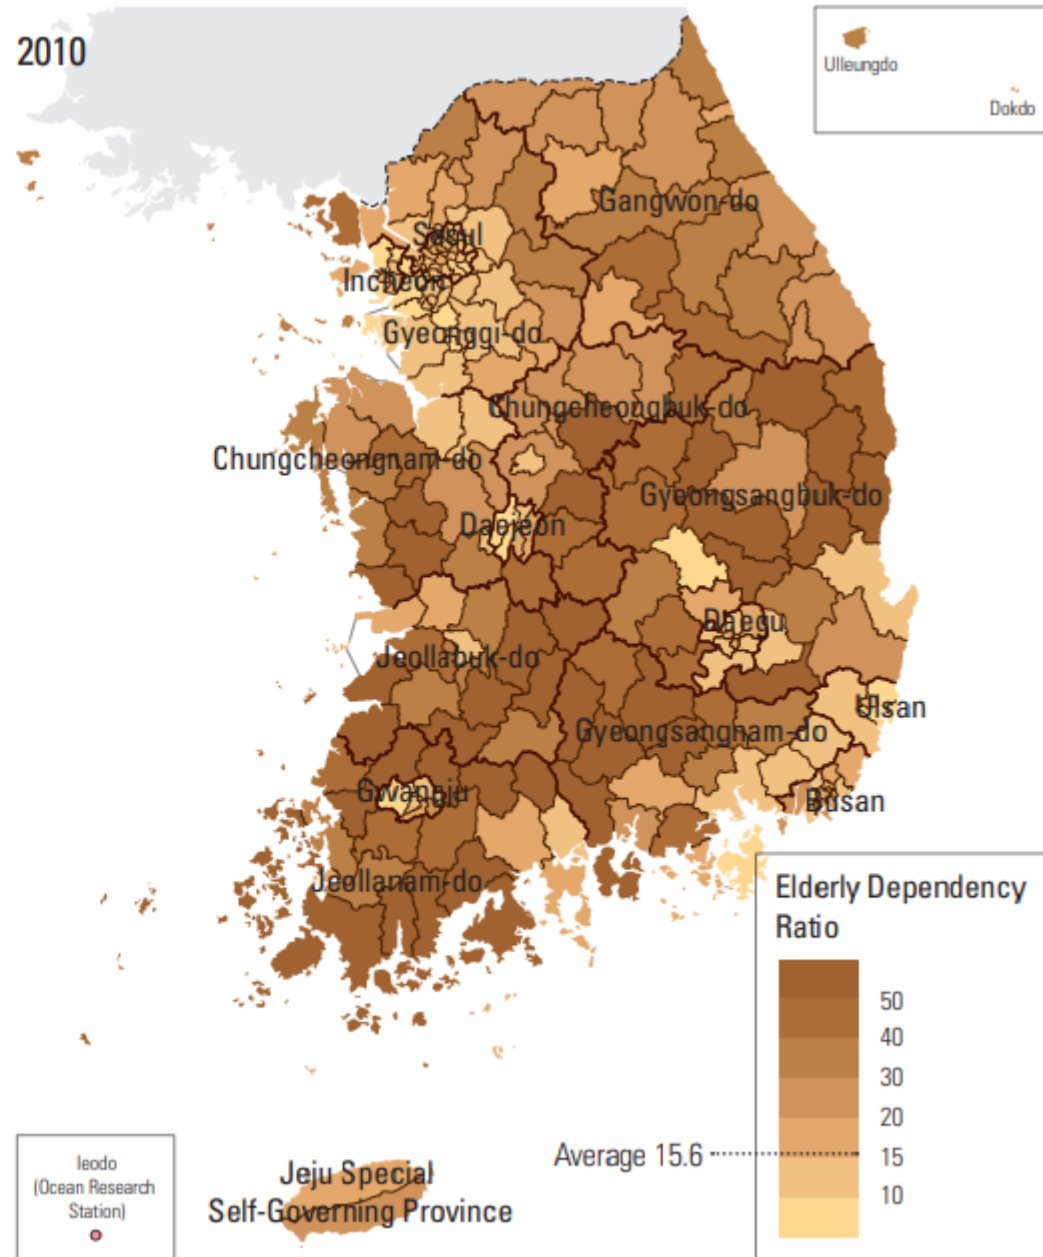 2010
Ulleungdo
Dokdo
Gangwon-do
Seoul
Incheon
Gyeonggi-do
Chungcheongbuk-do
Chungcheongnam-do
Gyeongsangbuk-do
Daejeon
Daegu
Jeollabuk-do
Ulsan
Gyeongsangnam-do
Gwangju
Busan
Jeollanam-do
Elderly Dependency
Ratio
50
40
30
20
Average 15.6
15
10
Ieodo
(Ocean Research
Station)
Jeju Special
Self-Governing Province